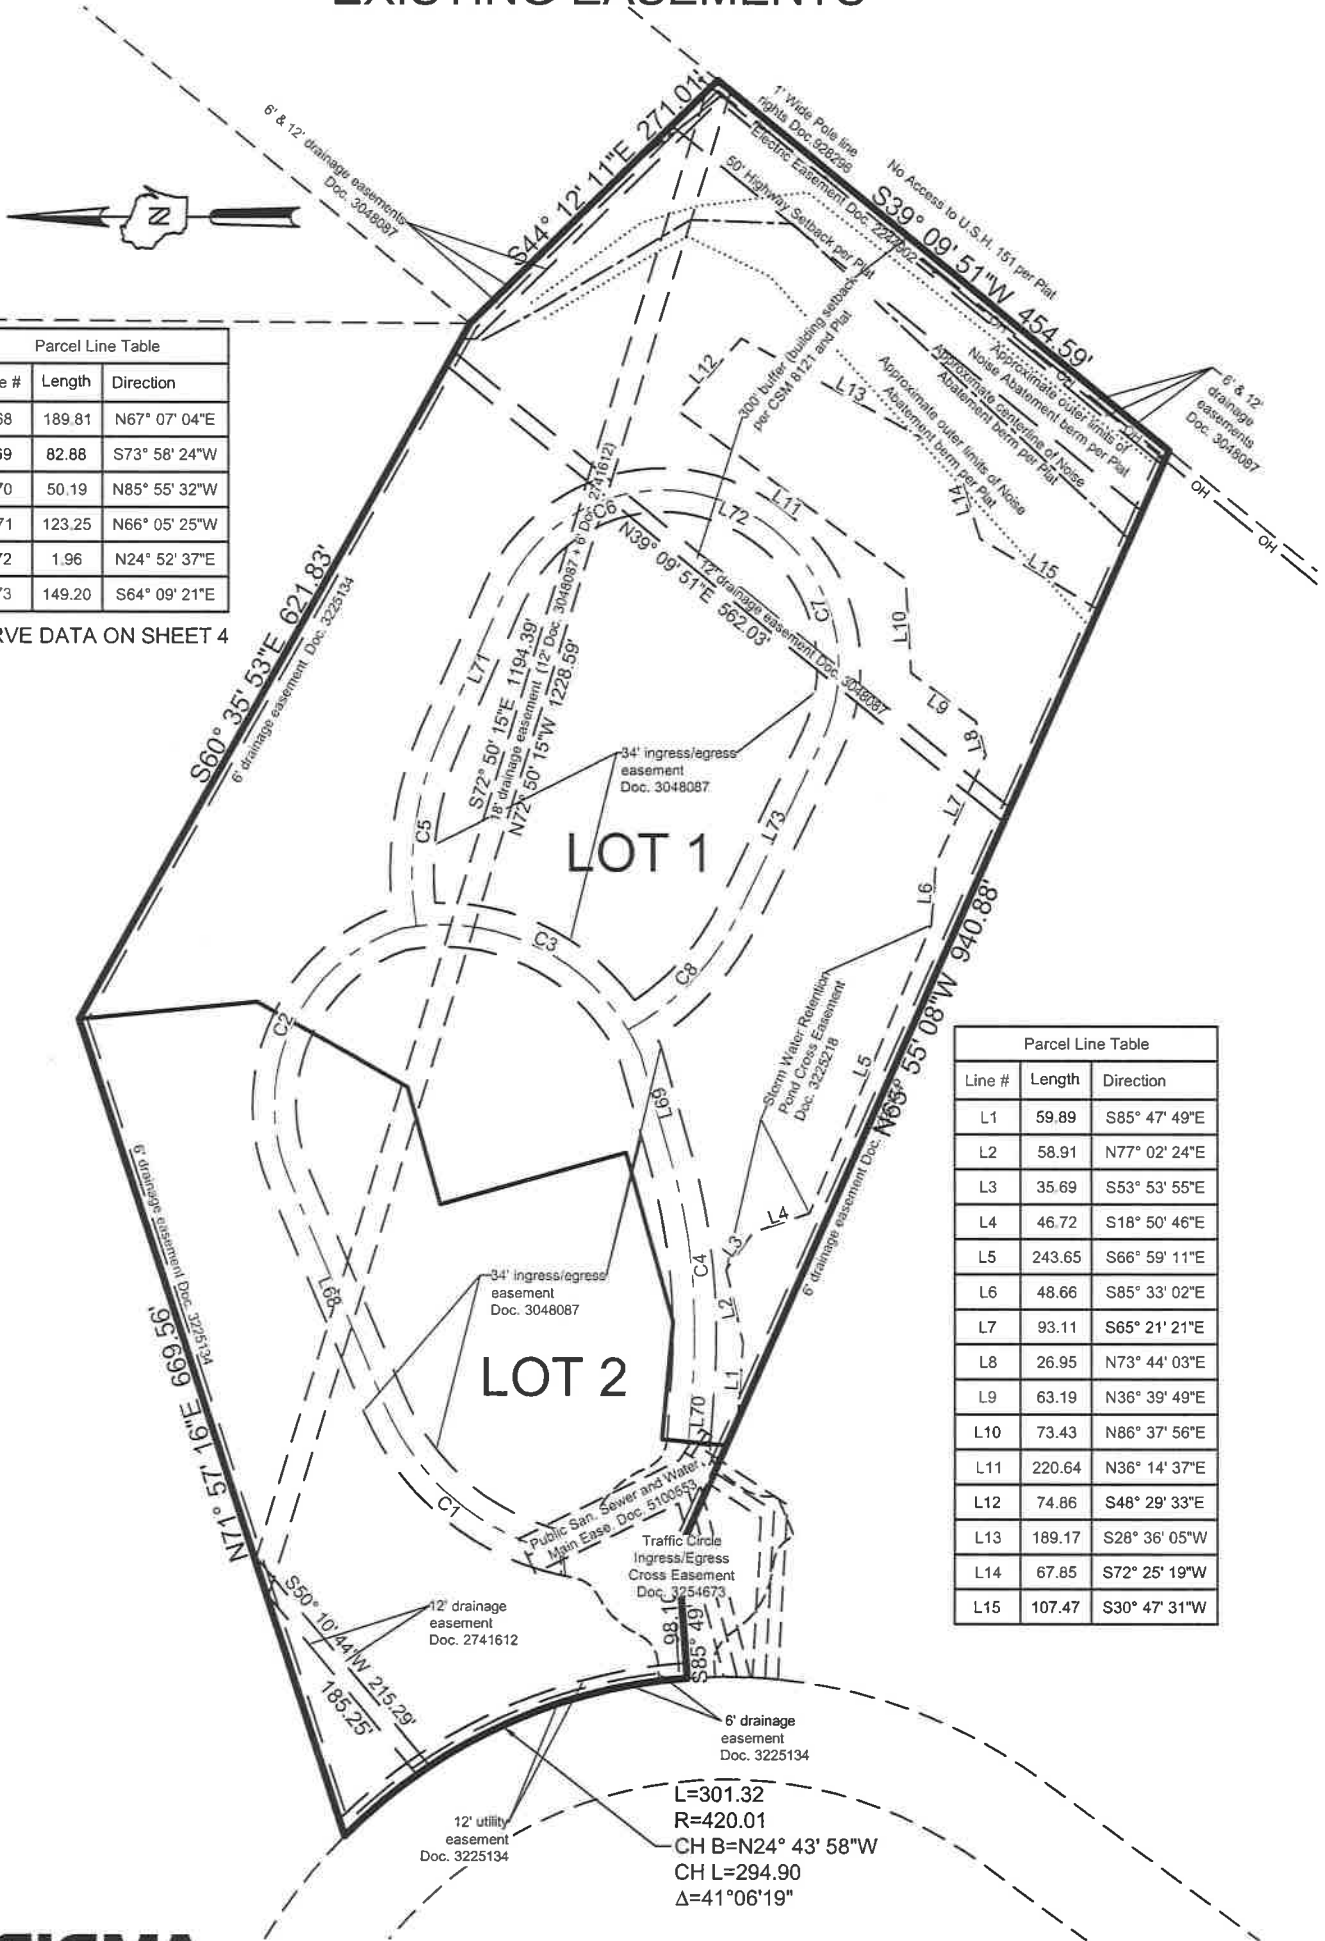 EXISTING EASEMENTS
6' & 12' drainage easements
Doc. 3048087
S44° 12' 11"E 271.01'
1' Wide Pole line
rights Doc.928296
Electric Easement Doc. 2247902
No Access to U.S.H. 151 per Plat
S39° 09' 51"W 454.59'
50' Highway Setback per Plat
300' buffer (building setback
per CSM 8121 and Plat
Approximate outer limits of
Noise Abatement berm per Plat
Approximate centerline of Noise
Abatement berm per Plat
Approximate outer limits of Noise
Abatement berm per Plat
OH
OH
OH
OH
OH
6' & 12'
drainage
easements
Doc. 3048087
N
Parcel Line Table
e # Length Direction
68 189.81 N67° 07' 04"E
69 82.88 S73° 58' 24"W
70 50.19 N85° 55' 32"W
71 123.25 N66° 05' 25"W
72 1.96 N24° 52' 37"E
73 149.20 S64° 09' 21"E
RVE DATA ON SHEET 4
L12
L13
L14
L15
L11
L10
L9
L8
L7
L6
L5
C6
L72
C7
L71
L73
C5
C3
C8
C2
N39° 09' 51"E 562.03'
12' drainage easement Doc. 3048087
S72° 50' 15"E 1194.39'
18' drainage easement (12' Doc. 3048087 + 6' Doc. 2741612)
N72° 50' 15"W 1228.59'
S60° 35' 53"E 621.83'
6' drainage easement Doc. 3225134
34' ingress/egress
easement
Doc. 3048087
LOT 1
N65° 55' 08"W 940.88'
6' drainage easement Doc.
Storm Water Retention
Pond Cross Easement
Doc. 3225218
Parcel Line Table
Line # Length Direction
L1 59.89 S85° 47' 49"E
L2 58.91 N77° 02' 24"E
L3 35.69 S53° 53' 55"E
L4 46.72 S18° 50' 46"E
L5 243.65 S66° 59' 11"E
L6 48.66 S85° 33' 02"E
L7 93.11 S65° 21' 21"E
L8 26.95 N73° 44' 03"E
L9 63.19 N36° 39' 49"E
L10 73.43 N86° 37' 56"E
L11 220.64 N36° 14' 37"E
L12 74.86 S48° 29' 33"E
L13 189.17 S28° 36' 05"W
L14 67.85 S72° 25' 19"W
L15 107.47 S30° 47' 31"W
L69
L4
L3
C4
L2
L1
L70
L68
C1
6' drainage easement Doc. 3225134
N71° 57' 16"E 669.56'
34' ingress/egress
easement
Doc. 3048087
LOT 2
Public San. Sewer and Water
Main Ease. Doc. 5100653
Traffic Circle
Ingress/Egress
Cross Easement
Doc. 3254673
98.10
S85° 49'
S50° 10' 44"W 215.29'
185.25'
12' drainage
easement
Doc. 2741612
6' drainage
easement
Doc. 3225134
12' utility
easement
Doc. 3225134
L=301.32
R=420.01
CH B=N24° 43' 58"W
CH L=294.90
Δ=41°06'19"